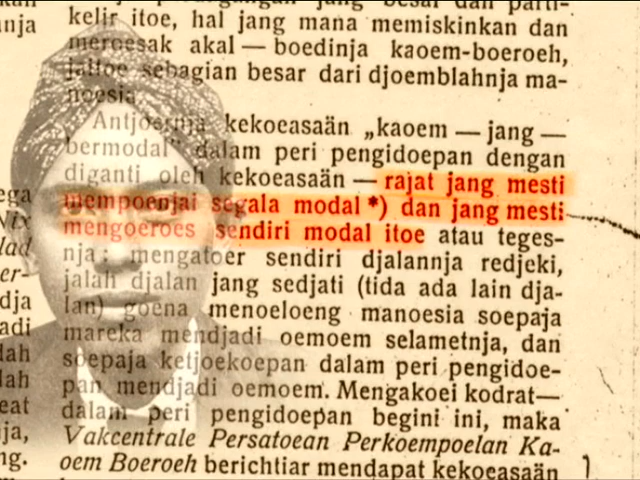 kelir itoe, hal jang mana memiskinkan dan
mercesak akal — boedinja kaoem-boeroeh,
jaitoe sebagian besar dari djoemblahnja ma-
noesia.
Antjoernja kekoeasaän „kaoem — jang —
bermodal" dalam peri pengidoepan dengan
diganti oleh kekoeasaän — rajat jang mesti
mempoenjai segala modal *) dan jang mesti
mengoeroes sendiri modal itoe atau teges-
nja: mengatoer sendiri djalannja redjeki,
jalah djalan jang sedjati (tida ada lain dja-
lan) goena menoeloeng manoesia soepaja
mareka mendjadi oemoem selametnja, dan
soepaja ketjoekoepan dalam peri pengidoe-
pan mendjadi oemoem. Mengakoei kodrat—
dalam peri pengidoepan begini ini, maka
Vakcentrale Persatoean Perkoempoelan Ka-
oem Boeroeh berichtiar mendapat kekoeasaän